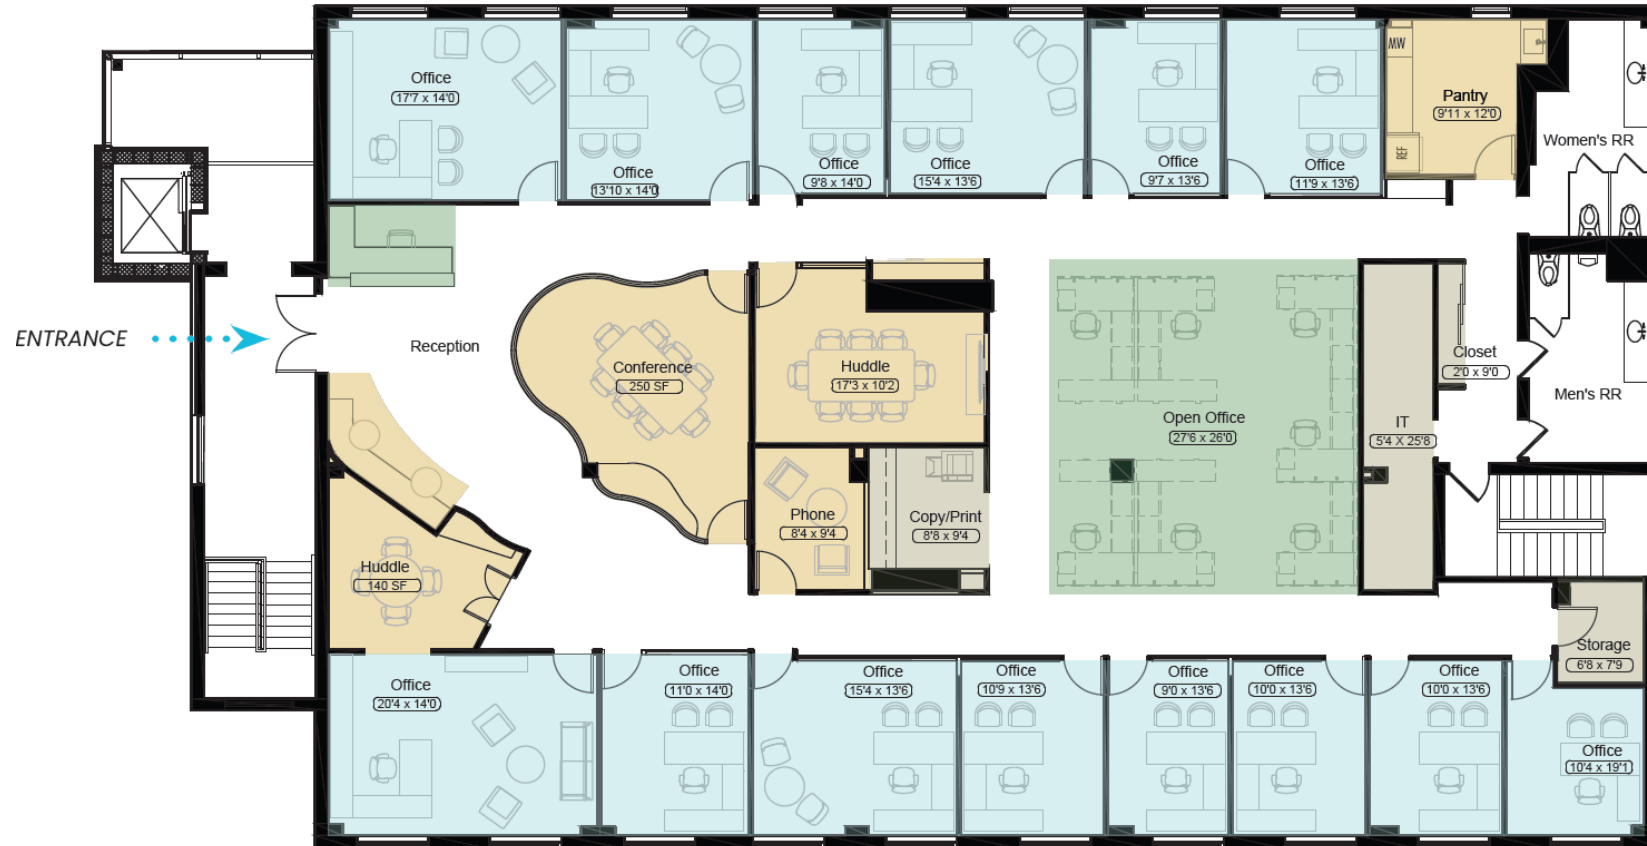 Office
17'7 x 14'0
Office
13'10 x 14'0
Office
9'8 x 14'0
Office
15'4 x 13'6
Office
9'7 x 13'6
Office
11'9 x 13'6
MW
REF
Pantry
9'11 x 12'0
Women's RR
ENTRANCE
Reception
Conference
250 SF
Huddle
17'3 x 10'2
Open Office
27'6 x 26'0
IT
5'4 X 25'8
Closet
2'0 x 9'0
Men's RR
Phone
8'4 x 9'4
Copy/Print
8'8 x 9'4
Huddle
140 SF
Storage
6'8 x 7'9
Office
20'4 x 14'0
Office
11'0 x 14'0
Office
15'4 x 13'6
Office
10'9 x 13'6
Office
9'0 x 13'6
Office
10'0 x 13'6
Office
10'0 x 13'6
Office
10'4 x 19'1